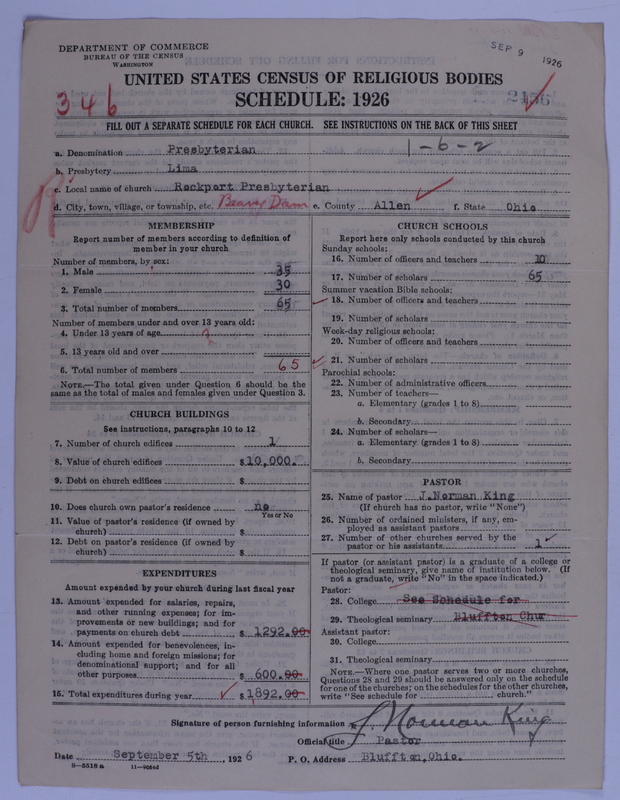 DEPARTMENT OF COMMERCE
BUREAU OF THE CENSUS
WASHINGTON
SEP 9 1926
UNITED STATES CENSUS OF RELIGIOUS BODIES
SCHEDULE: 1926
346
FILL OUT A SEPARATE SCHEDULE FOR EACH CHURCH. SEE INSTRUCTIONS ON THE BACK OF THIS SHEET
a. Denomination Presbyterian 1-6-2
b. Presbytery Lima
c. Local name of church Rockport Presbyterian
d. City, town, village, or township, etc. Beaver Dam e. County Allen f. State Ohio
MEMBERSHIP
Report number of members according to definition of member in your church
Number of members, by sex:
1. Male 35
2. Female 30
3. Total number of members 65
Number of members under and over 13 years old:
4. Under 13 years of age
5. 13 years old and over
6. Total number of members 65
NOTE.—The total given under Question 6 should be
same as the total of males and females given under Question 3.
CHURCH BUILDINGS
See instructions, paragraphs 10 to 12
7. Number of church edifices 1
8. Value of church edifices $10,000.
9. Debt on church edifices $
10. Does church own pastor's residence no
Yes or No
11. Value of pastor's residence (if owned by
church) $
12. Debt on pastor's residence (if owned by
church) $
EXPENDITURES
Amount expended by your church during last fiscal year
13. Amount expended for salaries, repairs,
and other running expenses; for im-
provements or new buildings; and for
payments on church debt $ 1292.00
14. Amount expended for benevolences, in-
cluding home and foreign missions; for
denominational support; and for all
other purposes $ 600.00
15. Total expenditures during year $ 1892.00
CHURCH SCHOOLS
Report here only schools conducted by this church
Sunday schools:
16. Number of officers and teachers 10
17. Number of scholars 65
Summer vacation Bible schools:
18. Number of officers and teachers
19. Number of scholars
Week-day religious schools:
20. Number of officers and teachers
21. Number of scholars
Parochial schools:
22. Number of administrative officers
23. Number of teachers—
a. Elementary (grades 1 to 8)
b. Secondary
24. Number of scholars—
a. Elementary (grades 1 to 8)
b. Secondary
PASTOR
25. Name of pastor J. Norman King
(If church has no pastor, write "None")
26. Number of ordained ministers, if any, em-
ployed as assistant pastors
27. Number of other churches served by the
pastor or his assistants 1
If pastor (or assistant pastor) is a graduate of a college or
theological seminary, give name of institution below. (If
not a graduate, write "No" in the space indicated.)
Pastor:
28. College See Schedule for
29. Theological seminary Bluffton Chur
Assistant pastor:
30. College
31. Theological seminary
NOTE.—Where one pastor serves two or more churches,
Questions 28 and 29 should be answered only on the schedule
for one of the churches; on the schedules for the other churches,
write "See schedule for church."
Signature of person furnishing information J. Norman King
Official title Pastor
Date September 5th, 1926 P. O. Address Bluffton, Ohio.
8-5518a 11-9056d